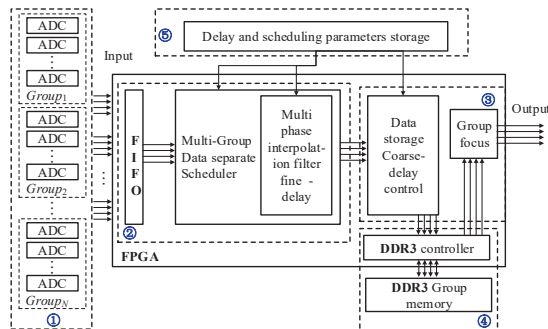 ADC
ADC
ADC
Group1
ADC
ADC
ADC
Group2
ADC
ADC
ADC
GroupN
①
Input
⑤
Delay and scheduling parameters storage
F
I
F
O
②
Multi-Group
Data separate
Scheduler
Multi
phase
interpolat
ion filter
fine -
delay
Data
storage
Coarse-
delay
control
③
Group
focus
Output
FPGA
DDR3 controller
DDR3 Group
memory
④